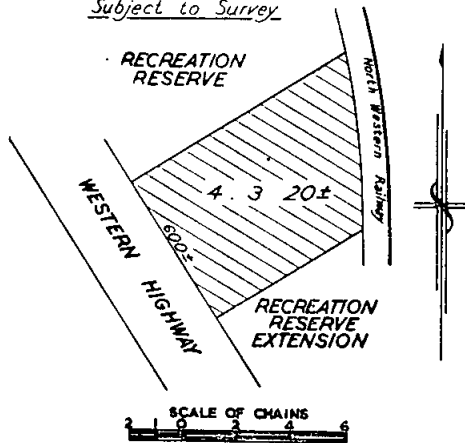 Subject to Survey
RECREATION
RESERVE
North Western Railway
4 . 3 20±
600±
WESTERN HIGHWAY
RECREATION
RESERVE
EXTENSION
SCALE OF CHAINS
2 1 0 2 4 6